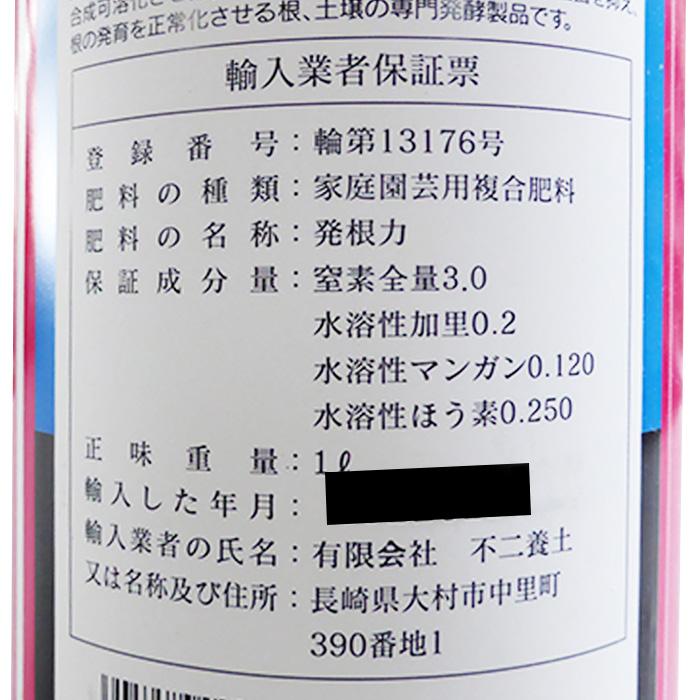 合成可溶化
根の発育を正常化させる根、土壌の専門発酵製品です。
輸入業者保証票
登録番号：輪第13176号
肥料の種類：家庭園芸用複合肥料
肥料の名称：発根力
保証成分量：窒素全量3.0
水溶性加里0.2
水溶性マンガン0.120
水溶性ほう素0.250
正味重量：1ℓ
輸入した年月：
輸入業者の氏名：有限会社 不二養土
又は名称及び住所：長崎県大村市中里町
390番地1